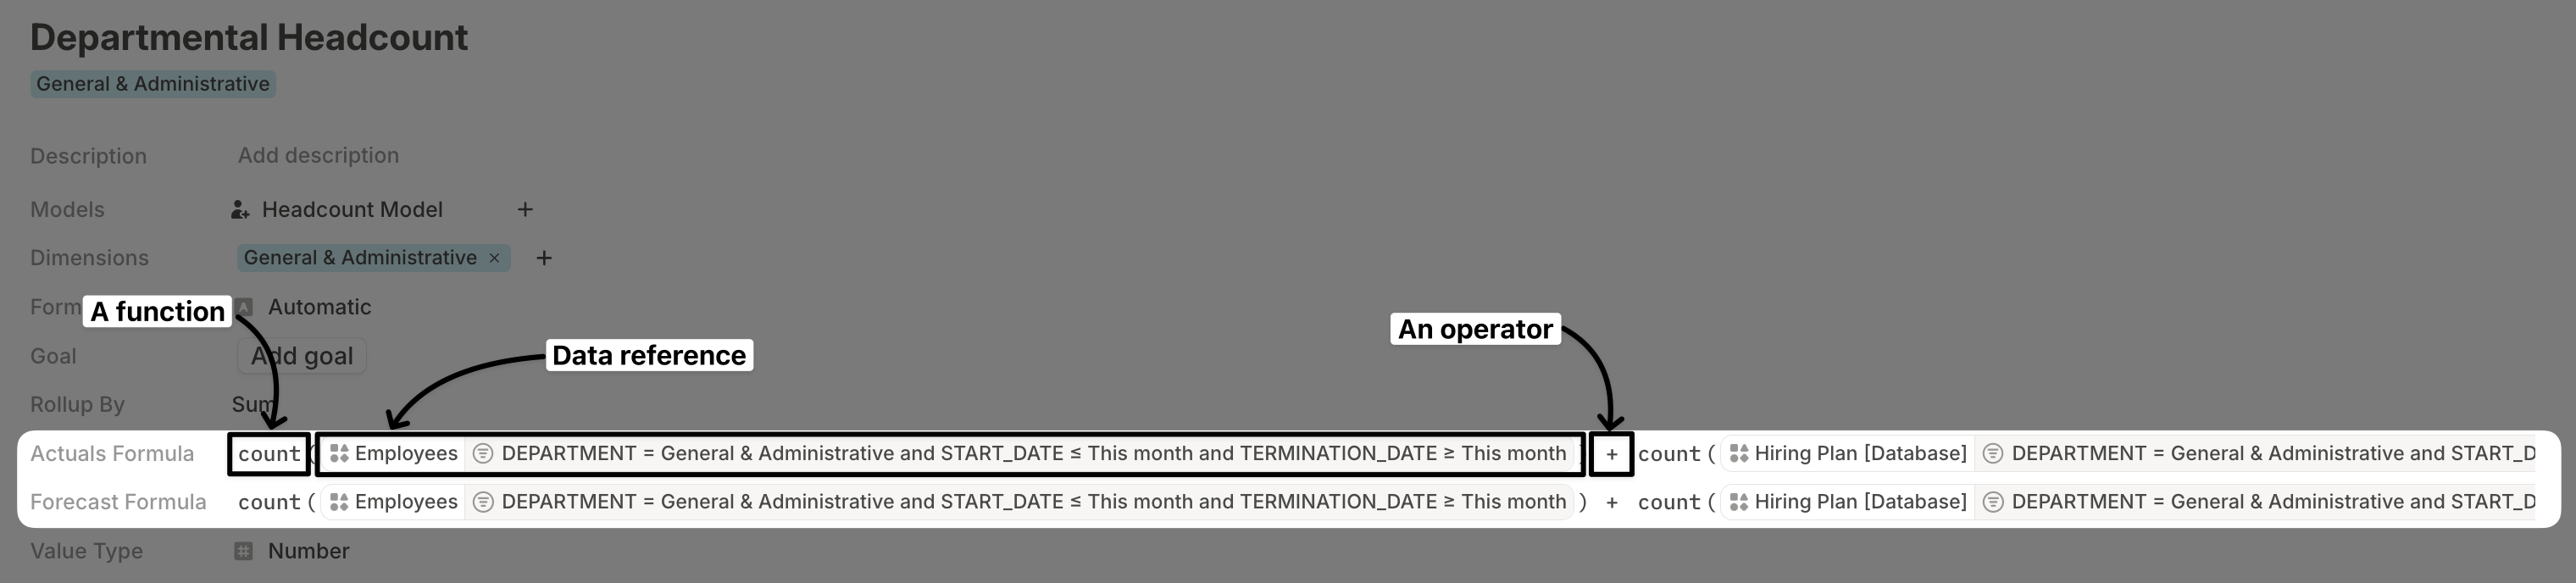 Departmental Headcount
General & Administrative
Description Add description
Models Headcount Model +
Dimensions General & Administrative × +
Form Automatic
A function
An operator
Goal Add goal
Data reference
Rollup By Sum
Actuals Formula count( Employees DEPARTMENT = General & Administrative and START_DATE ≤ This month and TERMINATION_DATE ≥ This month ) + count( Hiring Plan [Database] DEPARTMENT = General & Administrative and START_D
Forecast Formula count( Employees DEPARTMENT = General & Administrative and START_DATE ≤ This month and TERMINATION_DATE ≥ This month ) + count( Hiring Plan [Database] DEPARTMENT = General & Administrative and START_D
Value Type # Number